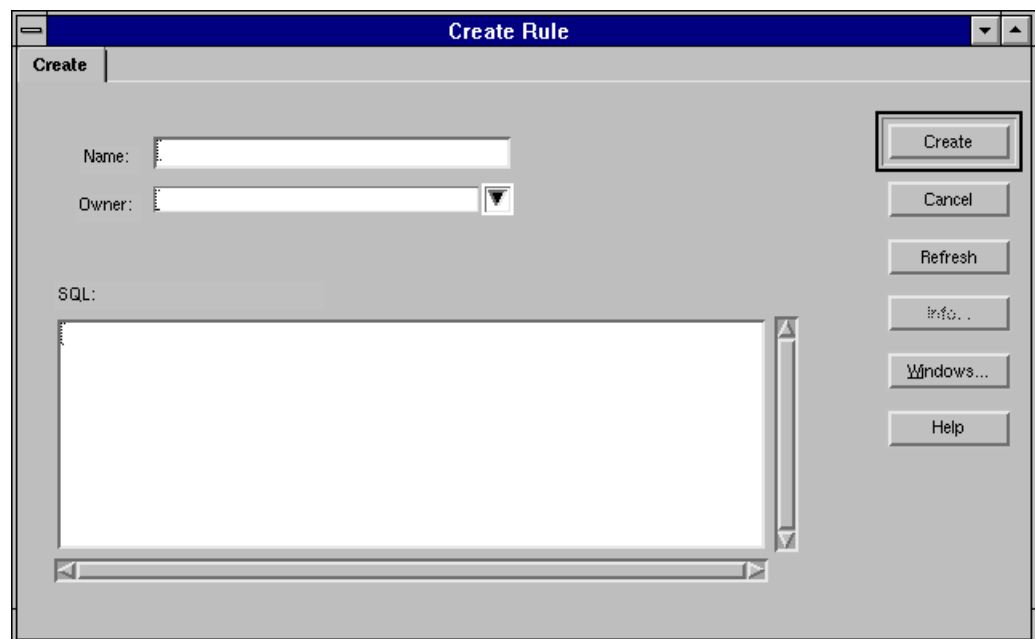 Create Rule
Create
Name:
Owner:
SQL:
Create
Cancel
Refresh
Info...
Windows...
Help